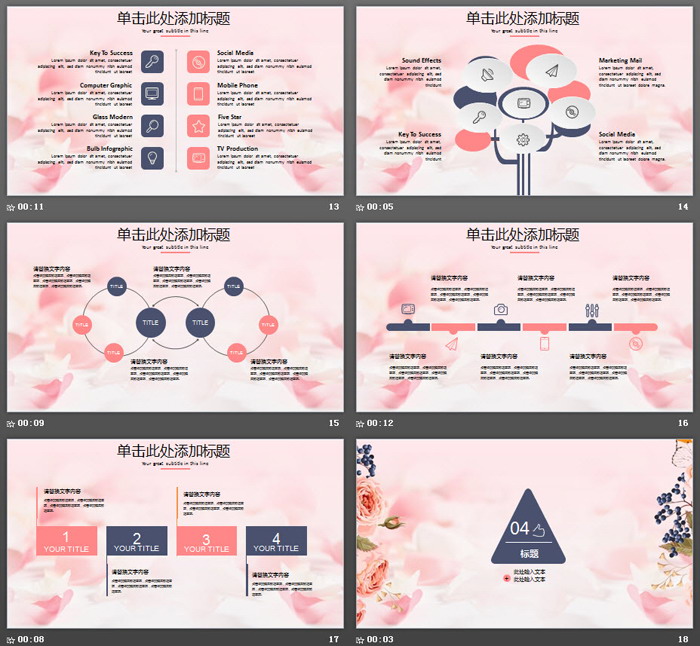 单击此处添加标题
Your great subtitle in this line
Key To Success
Lorem ipsum dolor sit amet, consectetuer
adipiscing elit, sed diam nonummy nibh euismod
tincidunt ut laoreet
Social Media
Lorem ipsum dolor sit amet, consectetuer
adipiscing elit, sed diam nonummy nibh euismod
tincidunt ut laoreet
Computer Graphic
Lorem ipsum dolor sit amet, consectetuer
adipiscing elit, sed diam nonummy nibh euismod
tincidunt ut laoreet
Mobile Phone
Lorem ipsum dolor sit amet, consectetuer
adipiscing elit, sed diam nonummy nibh euismod
tincidunt ut laoreet
Glass Modern
Lorem ipsum dolor sit amet, consectetuer
adipiscing elit, sed diam nonummy nibh euismod
tincidunt ut laoreet
Five Star
Lorem ipsum dolor sit amet, consectetuer
adipiscing elit, sed diam nonummy nibh euismod
tincidunt ut laoreet
Bulb Infographic
Lorem ipsum dolor sit amet, consectetuer
adipiscing elit, sed diam nonummy nibh euismod
tincidunt ut laoreet
TV Production
Lorem ipsum dolor sit amet, consectetuer
adipiscing elit, sed diam nonummy nibh euismod
tincidunt ut laoreet
00:11
13
单击此处添加标题
Your great subtitle in this line
Sound Effects
Lorem ipsum dolor sit amet,
consectetuer adipiscing elit, sed
diam nonummy nibh euismod
tincidunt
Marketing Mail
Lorem ipsum dolor sit amet,
consectetuer adipiscing elit, sed
diam nonummy nibh euismod
tincidunt ut laoreet dolore magna.
Key To Success
Lorem ipsum dolor sit amet,
consectetuer adipiscing elit, sed
diam nonummy nibh euismod
tincidunt
Social Media
Lorem ipsum dolor sit amet,
consectetuer adipiscing elit, sed
diam nonummy nibh euismod
tincidunt ut laoreet dolore magna.
00:05
14
单击此处添加标题
Your great subtitle in this line
请替换文字内容
请替换文字内容
TITLE
TITLE
TITLE
TITLE
TITLE
TITLE
TITLE
TITLE
请替换文字内容
请替换文字内容
00:09
15
单击此处添加标题
Your great subtitle in this line
请替换文字内容
请替换文字内容
请替换文字内容
请替换文字内容
请替换文字内容
请替换文字内容
00:12
16
单击此处添加标题
Your great subtitle in this line
请替换文字内容
请替换文字内容
1
YOUR TITLE
2
YOUR TITLE
3
YOUR TITLE
4
YOUR TITLE
请替换文字内容
请替换文字内容
00:08
17
04
标题
此处输入文本
此处输入文本
00:03
18